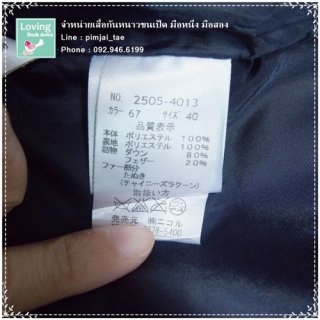 Loving
Duck down
จำหน่ายเสื้อกันหนาวขนเป็ด มือหนึ่ง มือสอง
Line : pimjai_tae
Phone : 092.946.6199
NO. 2505-4013
カラー 67 サイズ 40
品質表示
本体 ポリエステル 100%
裏地 ポリエステル 100%
詰物 ダウン 80%
フェザー 20%
ファー部分
たぬき
(チャイニーズラクーン)
取扱い方
発売元 ㈱ニコル
-5400